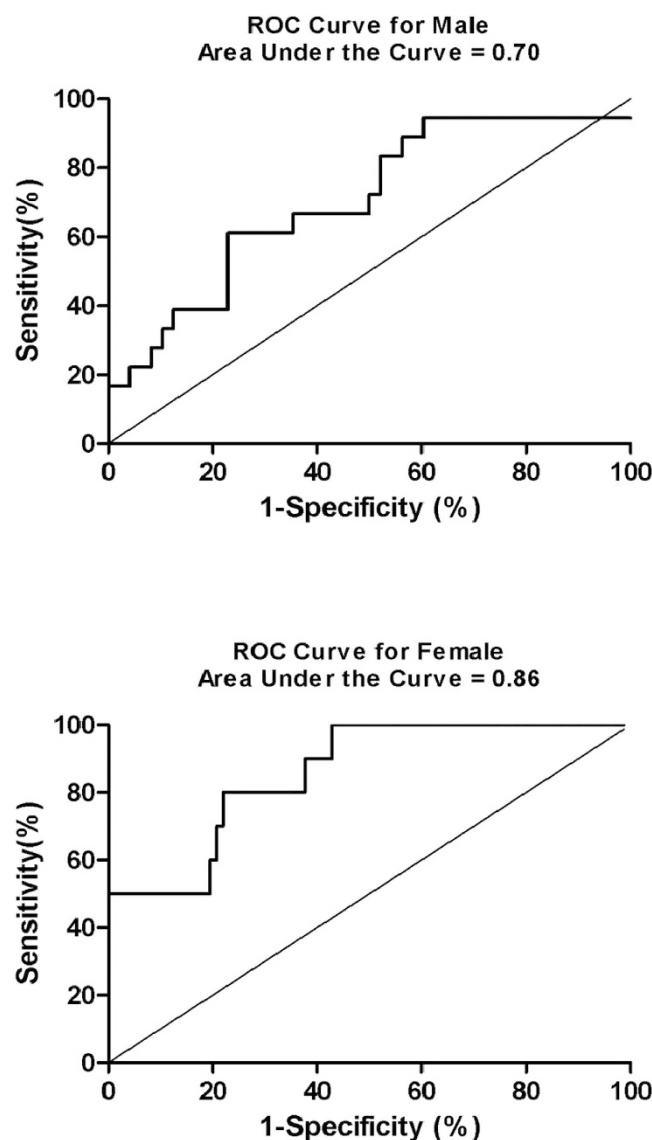 ROC Curve for Male
Area Under the Curve = 0.70
100
80
60
40
20
0
Sensitivity(%)
0 20 40 60 80 100
1-Specificity (%)
ROC Curve for Female
Area Under the Curve = 0.86
100
80
60
40
20
0
Sensitivity(%)
0 20 40 60 80 100
1-Specificity (%)